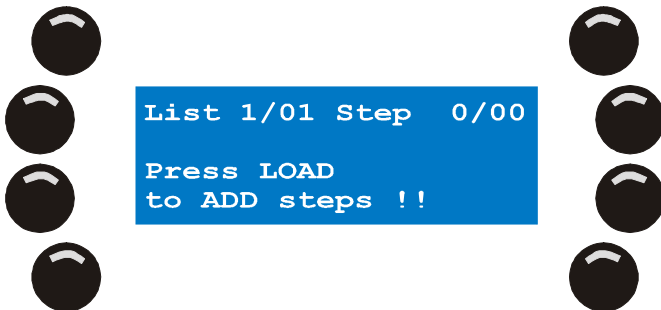 List 1/01 Step  0/00
Press LOAD
to ADD steps !!